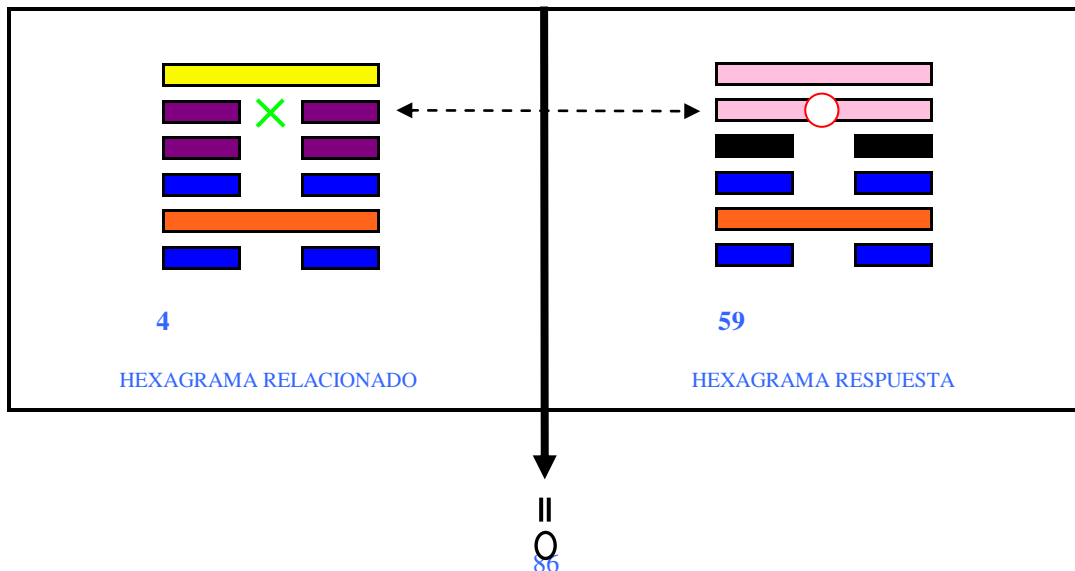 4
59
HEXAGRAMA RELACIONADO
HEXAGRAMA RESPUESTA
=
O
86